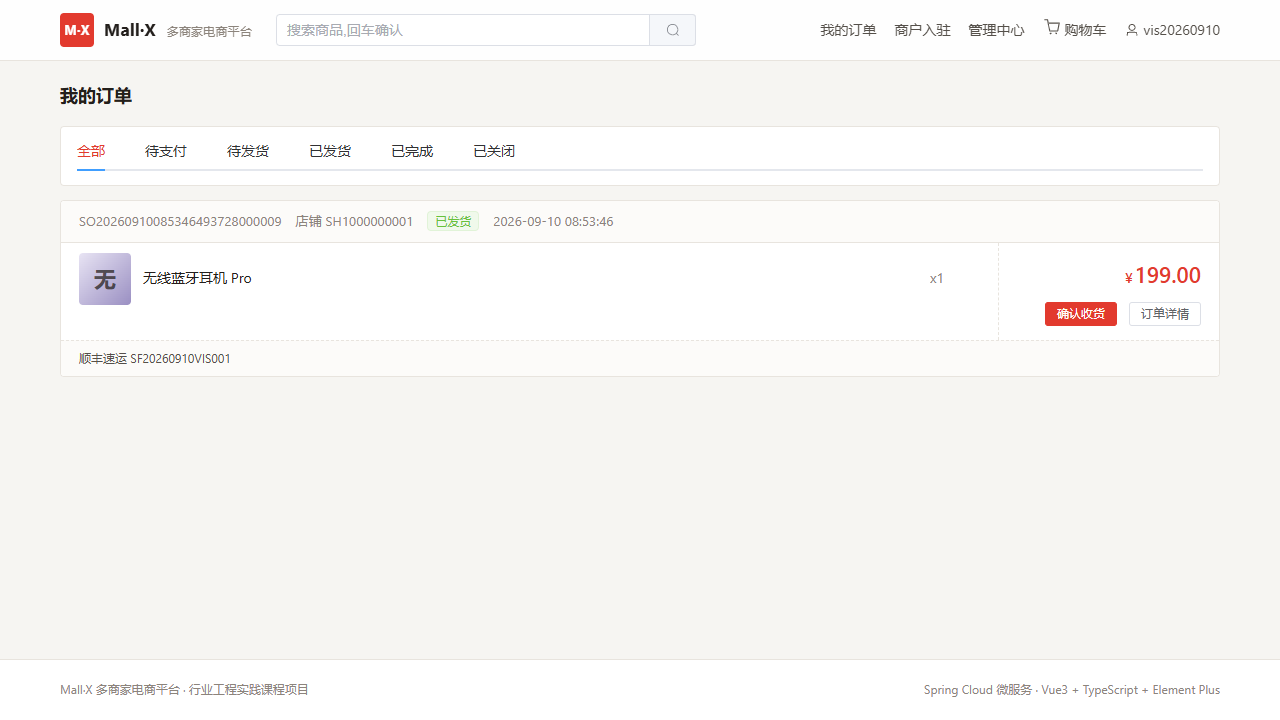 M·X Mall·X 多商家电商平台 搜索商品,回车确认 我的订单 商户入驻 管理中心 购物车 vis20260910
我的订单
全部 待支付 待发货 已发货 已完成 已关闭
SO20260910085346493728000009 店铺 SH1000000001 已发货 2026-09-10 08:53:46
无 无线蓝牙耳机 Pro x1 ¥199.00
确认收货 订单详情
顺丰速运 SF20260910VIS001
Mall·X 多商家电商平台 · 行业工程实践课程项目 Spring Cloud 微服务 · Vue3 + TypeScript + Element Plus